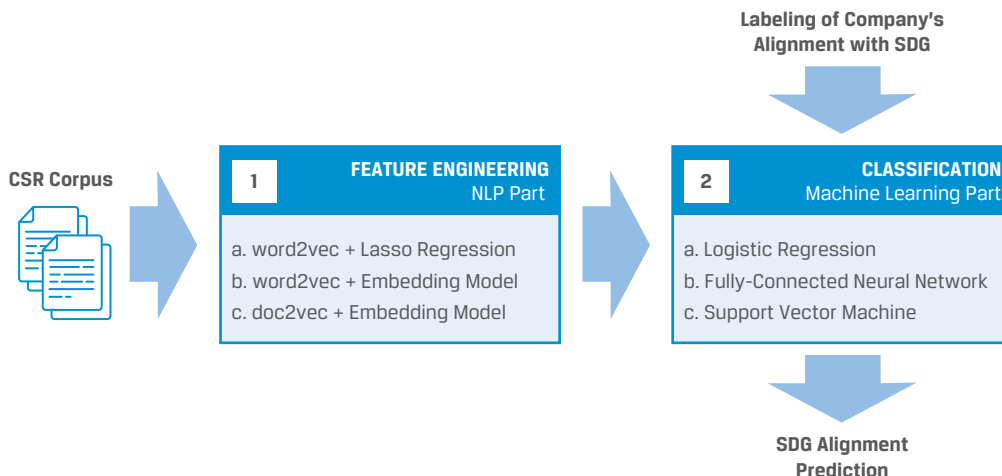 Labeling of Company's
Alignment with SDG
CSR Corpus
1
FEATURE ENGINEERING
NLP Part
a. word2vec + Lasso Regression
b. word2vec + Embedding Model
c. doc2vec + Embedding Model
2
CLASSIFICATION
Machine Learning Part
a. Logistic Regression
b. Fully-Connected Neural Network
c. Support Vector Machine
SDG Alignment
Prediction